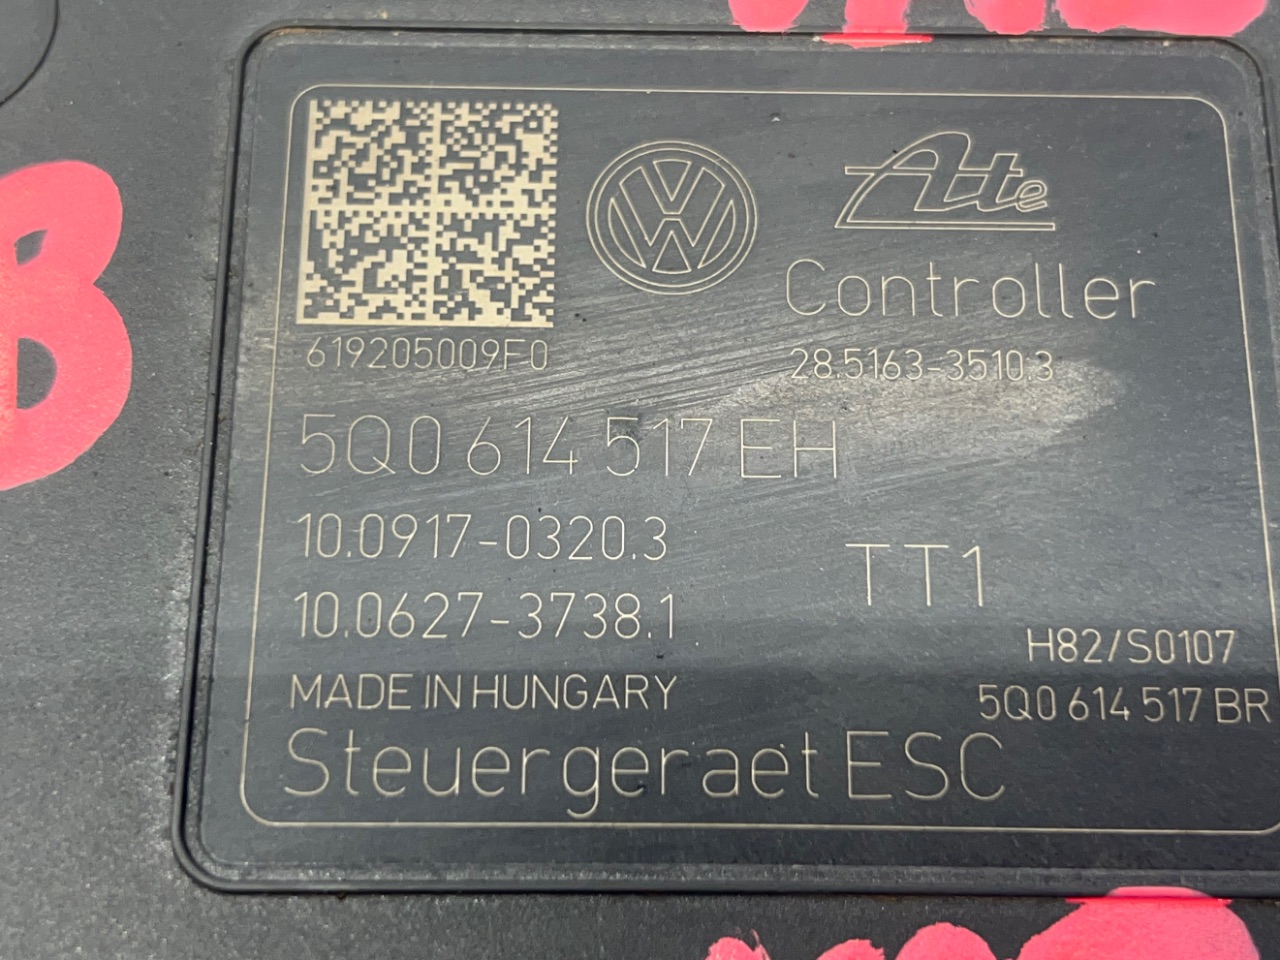 Ate
Controller
619205009F0
28.5163-3510.3
5Q0 614 517 EH
10.0917-0320.3
TT1
10.0627-3738.1
H82/S0107
MADE IN HUNGARY
5Q0 614 517 BR
Steuergeraet ESC
B